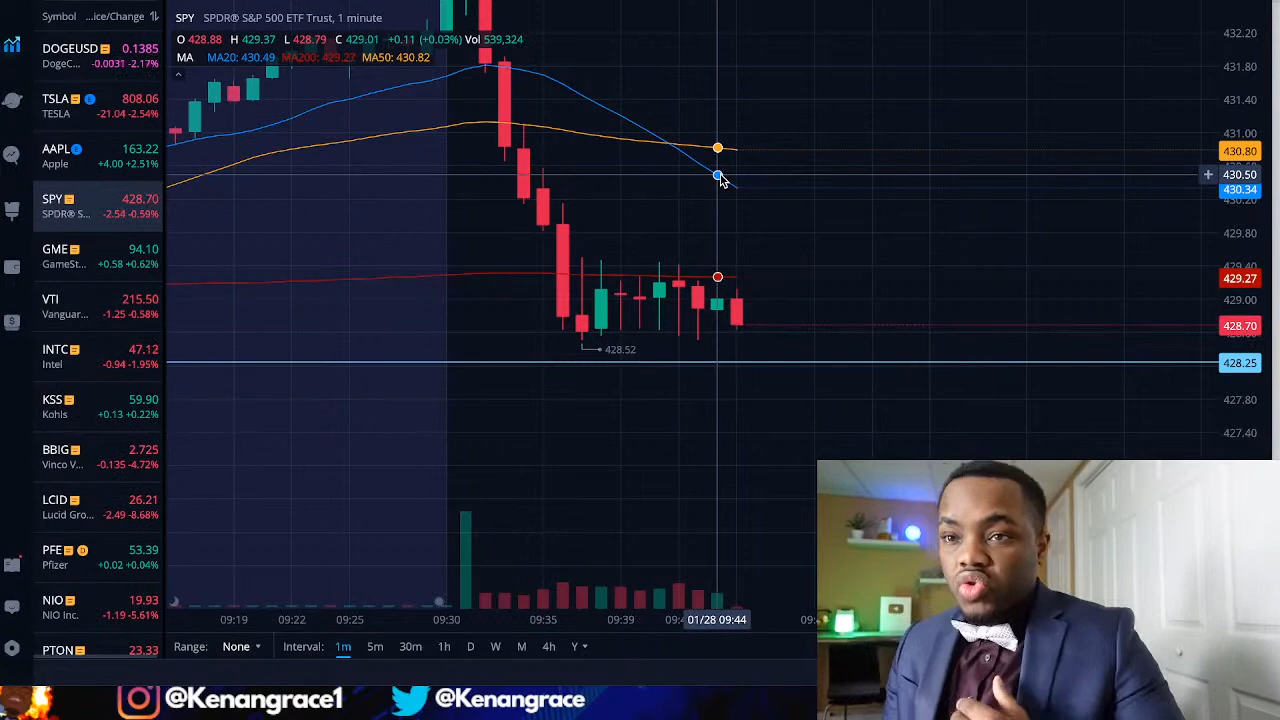 Symbol ...ice/Change
DOGEUSD 0.1385
DogeC... -0.0031 -2.17%
TSLA 808.06
TESLA -21.04 -2.54%
AAPL 163.22
Apple +4.00 +2.51%
SPY 428.70
SPDR® S... -2.54 -0.59%
GME 94.10
GameSt... +0.58 +0.62%
VTI 215.50
Vanguar... -1.25 -0.58%
INTC 47.12
Intel -0.94 -1.95%
KSS 59.90
Kohls +0.13 +0.22%
BBIG 2.725
Vinco V... -0.135 -4.72%
LCID 26.21
Lucid Gro... -2.49 -8.68%
PFE D 53.39
Pfizer +0.02 +0.04%
NIO 19.93
NIO Inc. -1.19 -5.61%
PTON 23.33
SPY SPDR® S&P 500 ETF Trust, 1 minute
O 428.88 H 429.37 L 428.79 C 429.01 +0.11 (+0.03%) Vol 539,324
MA MA20: 430.49 MA200: 429.27 MA50: 430.82
428.52
432.20
431.80
431.40
431.00
430.80
430.50
430.34
430.20
429.80
429.40
429.27
429.00
428.70
428.25
427.80
427.40
09:19 09:22 09:25 09:30 09:35 09:39 01/28 09:44
Range: None Interval: 1m 5m 30m 1h D W M 4h Y
@Kenangrace1 @Kenangrace